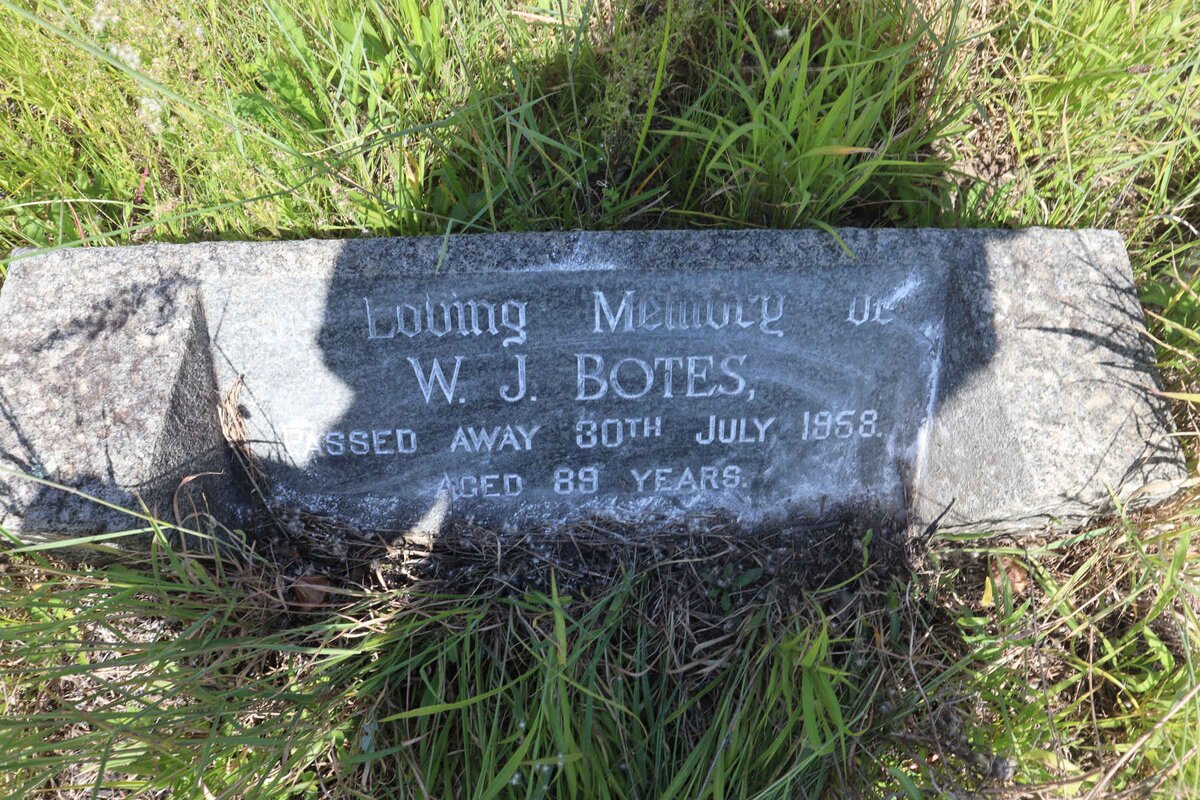 Loving Memory of
W. J. BOTES,
PASSED AWAY 30TH JULY 1958.
AGED 89 YEARS.